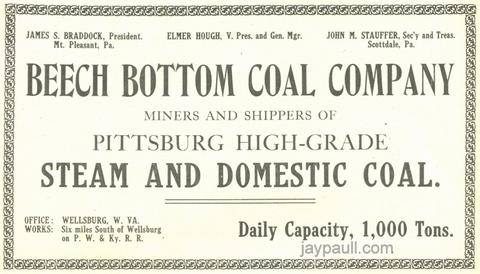 JAMES S. BRADDOCK, President.
Mt. Pleasant, Pa.
ELMER HOUGH, V. Pres. and Gen. Mgr.
JOHN M. STAUFFER, Sec'y and Treas.
Scottdale, Pa.
BEECH BOTTOM COAL COMPANY
MINERS AND SHIPPERS OF
PITTSBURG HIGH-GRADE
STEAM AND DOMESTIC COAL.
OFFICE: WELLSBURG, W. VA.
WORKS: Six miles South of Wellsburg
on P. W. & Ky. R. R.
Daily Capacity, 1,000 Tons.
jaypaull.com